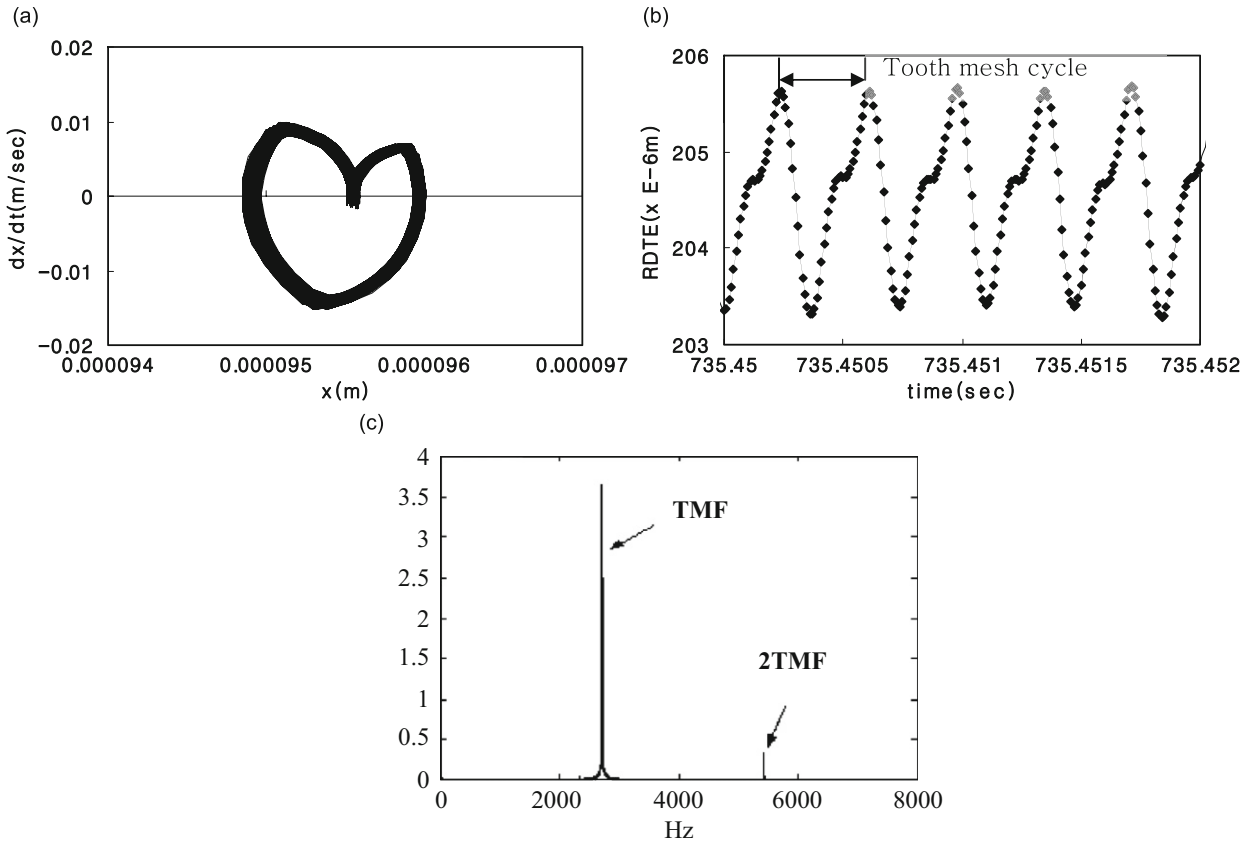 (a)
0.02
0.01
0
-0.01
-0.02
dx/dt(m/sec)
0.000094
0.000095
0.000096
0.000097
x(m)
(b)
206
205
204
203
RDTE(x E-6m)
Tooth mesh cycle
735.45
735.4505
735.451
735.4515
735.452
time(sec)
(c)
4
3.5
3
2.5
2
1.5
1
0.5
0
TMF
2TMF
0
2000
4000
6000
8000
Hz